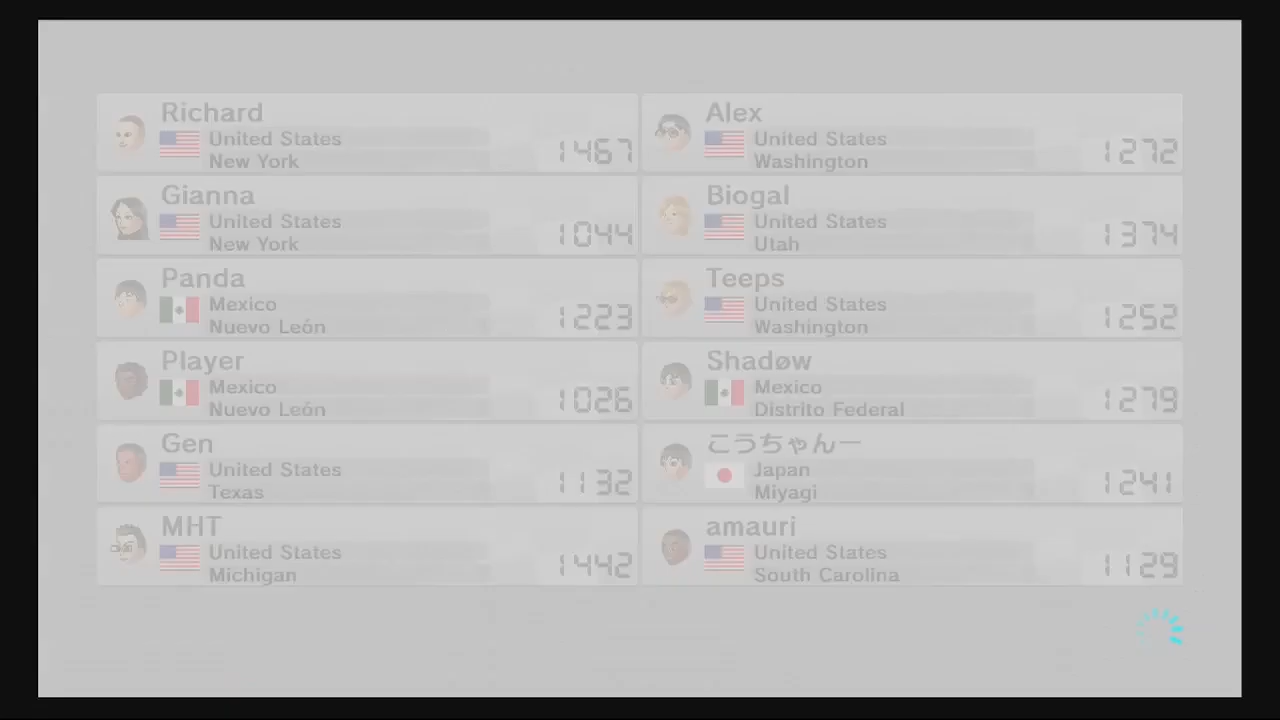 Richard
United States
New York
1467
Alex
United States
Washington
1272
Gianna
United States
New York
1044
Biogal
United States
Utah
1374
Panda
Mexico
Nuevo León
1223
Teeps
United States
Washington
1252
Player
Mexico
Nuevo León
1026
Shadøw
Mexico
Distrito Federal
1279
Gen
United States
Texas
1132
こうちゃんー
Japan
Miyagi
1241
MHT
United States
Michigan
1442
amauri
United States
South Carolina
1129